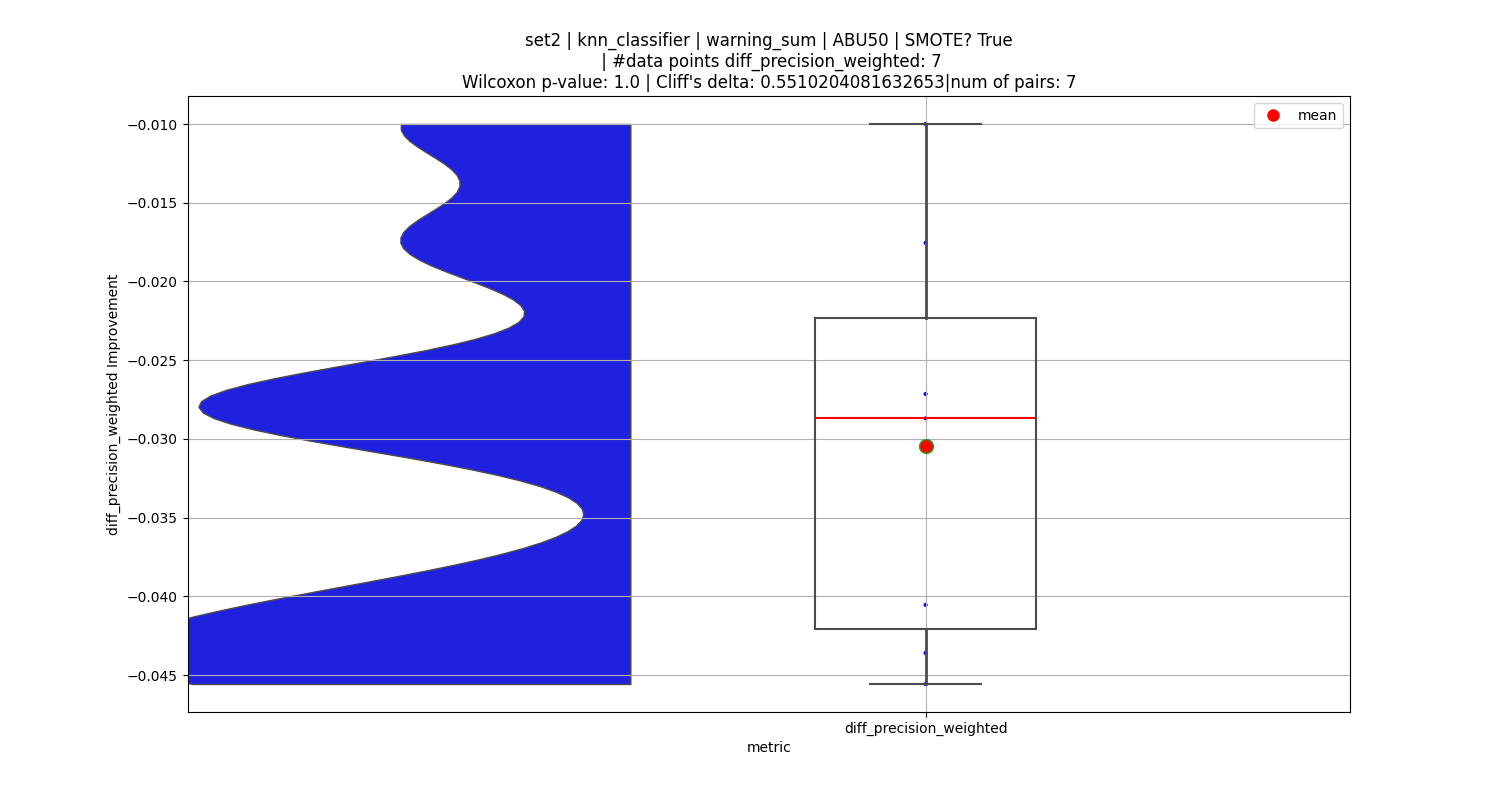 set2 | knn_classifier | warning_sum | ABU50 | SMOTE? True
| #data points diff_precision_weighted: 7
Wilcoxon p-value: 1.0 | Cliff's delta: 0.5510204081632653|num of pairs: 7
mean
−0.010
−0.015
−0.020
−0.025
−0.030
−0.035
−0.040
−0.045
diff_precision_weighted Improvement
diff_precision_weighted
metric